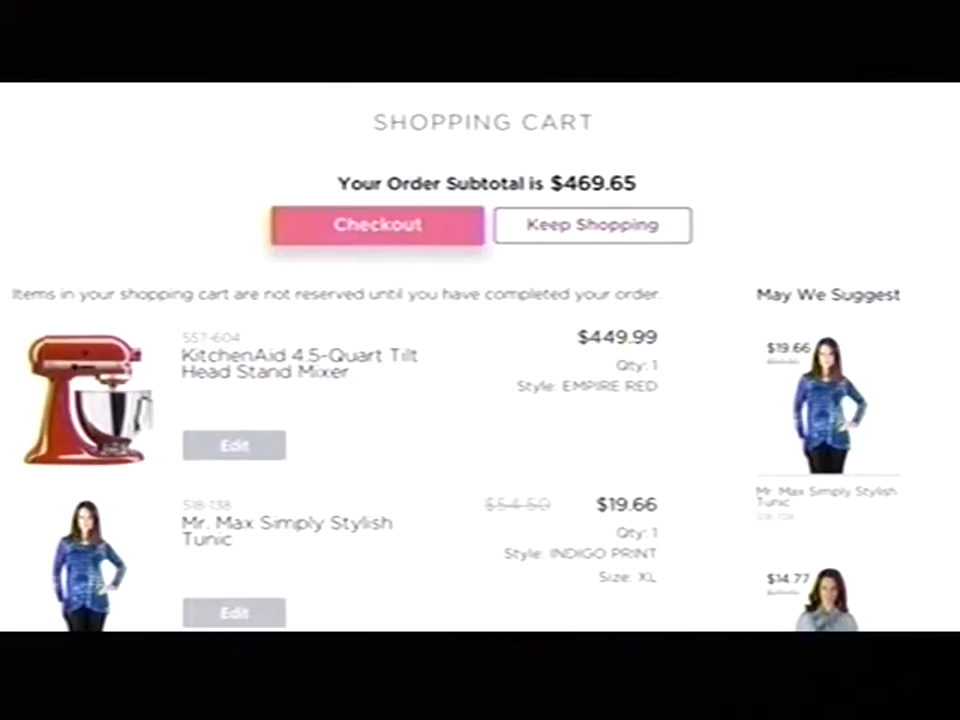 SHOPPING CART
Your Order Subtotal is $469.65
Checkout
Keep Shopping
Items in your shopping cart are not reserved until you have completed your order.
May We Suggest
557-604
KitchenAid 4.5-Quart Tilt
Head Stand Mixer
$449.99
Qty: 1
Style: EMPIRE RED
Edit
518-138
Mr. Max Simply Stylish
Tunic
$54.50 $19.66
Qty: 1
Style: INDIGO PRINT
Size: XL
Edit
$19.66
Mr. Max Simply Stylish
Tunic
$14.77